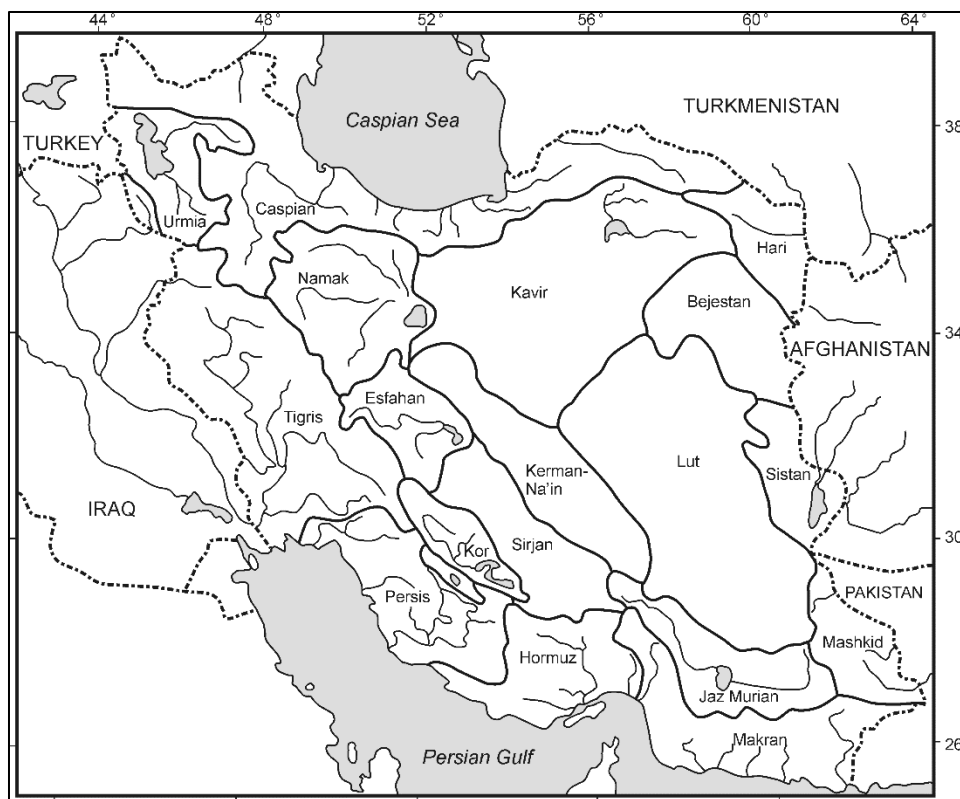 44°
48
52
56
60
64°
Caspian Sea
TURKMENISTAN
38
TURKEY
Urmia
Caspian
Hari
Namak
Kavir
Bejestan
34
AFGHANISTAN
Esfahan
Tigris
Kerman-
Na'in
Lut
Sistan
IRAQ
Sirjan
30
Kor
Persis
PAKISTAN
Mashkid
Hormuz
Jaz Murian
Makran
26
Persian Gulf